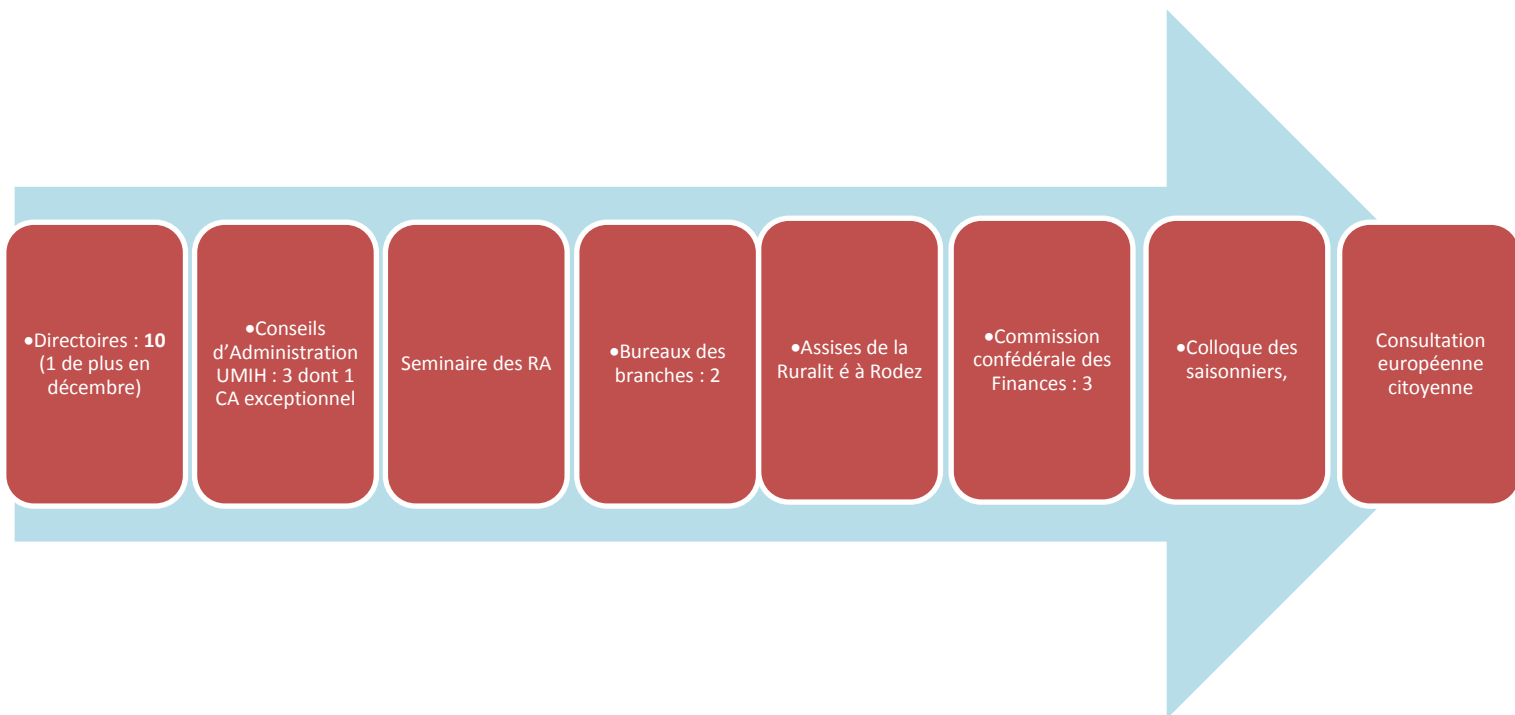 •Directoires : 10
(1 de plus en
décembre)
•Conseils
d’Administration
UMIH : 3 dont 1
CA exceptionnel
Seminaire des RA
•Bureaux des
branches : 2
•Assises de la
Ruralit é à Rodez
•Commission
confédérale des
Finances : 3
•Colloque des
saisonniers,
Consultation
européenne
citoyenne